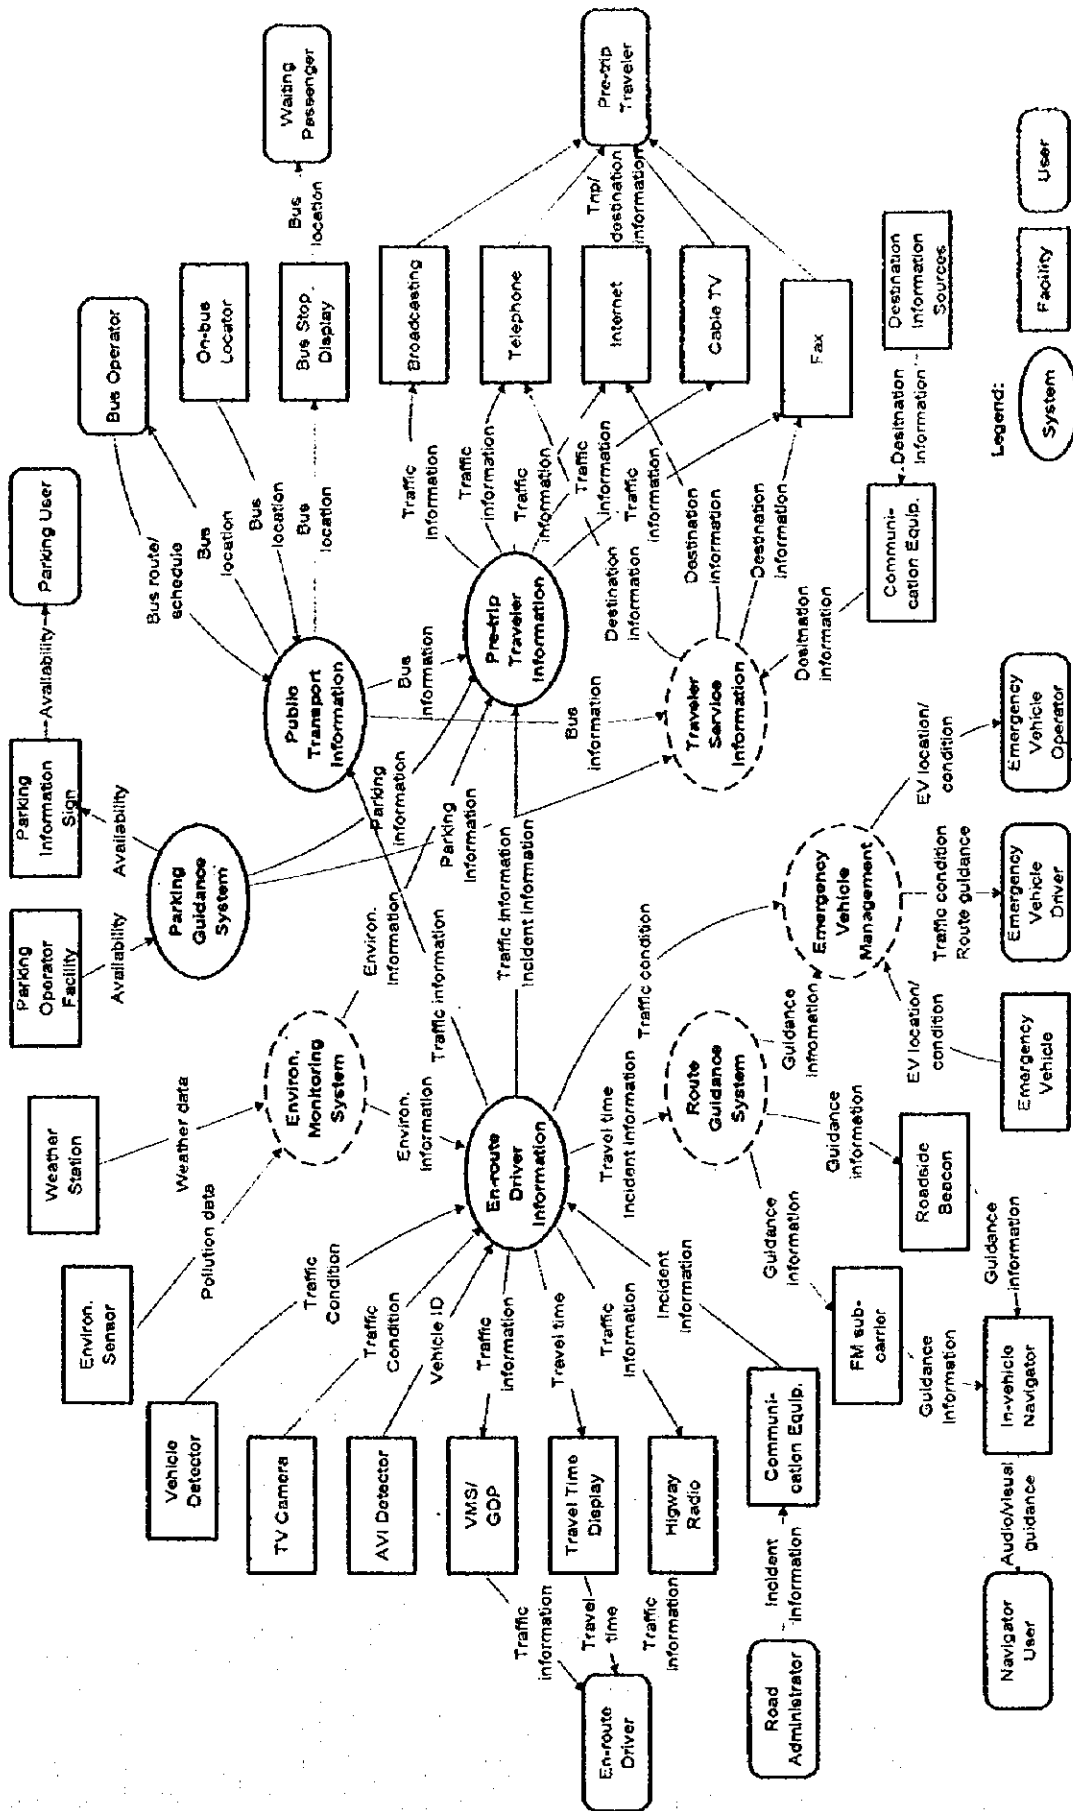 Environ.
Sensor
Weather
Station
Parking
Operator
Facility
Parking
Information
Sign
Availability
Parking User
Bus Operator
Waiting
Passenger
Vehicle
Detector
Pollution data
Weather data
Availability
Availability
Parking
Guidance
System
Bus route/
schedule
Bus
location
Bus
location
Bus
location
On-bus
Locator
Bus Stop
Display
Bus
location
TV Camera
Traffic
Condition
Environ.
Monitoring
System
Environ.
Information
Environ.
Information
Public
Transport
Information
AVI Detector
Traffic
Condition
Vehicle ID
Traffic information
Parking
Information
Parking
Information
Bus
Information
Broadcasting
Traffic
Information
VMS/
GDP
Traffic
Information
En-route
Driver
Information
Traffic information
Incident Information
Pre-trip
Traveler
Information
Traffic
Information
Telephone
Traffic
Information
Trip/
destination
Information
Pre-trip
Traveler
Traffic
information
Travel Time
Display
Travel time
Bus
Information
Traffic
Information
Internet
Travel
time
Traffic
Information
Traffic
Information
En-route
Driver
Traffic
Information
Higway
Radio
Incident
Information
Travel time
Incident Information
Traffic condition
Destination
Information
Destination
Information
Destination
Information
Cable TV
Traveler
Service
Information
Fax
Road
Administrator
Incident
Information
Communi-
cation Equip.
Guidance
Information
Route
Guidance
System
Guidance
Infromation
Emergency
Vehicle
Management
Desitnation
Information
FM sub-
carrier
Guidance
Information
EV location/
condition
Traffic condition
Route guidance
EV location/
condition
Communi-
cation Equip.
Desitnation
Information
Destination
Information
Sources
Guidance
Information
Roadside
Beacon
Guidance
Information
Navigator
User
Audio/visual
guidance
In-vehicle
Navigator
Emergency
Vehicle
Emergency
Vehicle
Driver
Emergency
Vehicle
Operator
Legend:
System
Facility
User